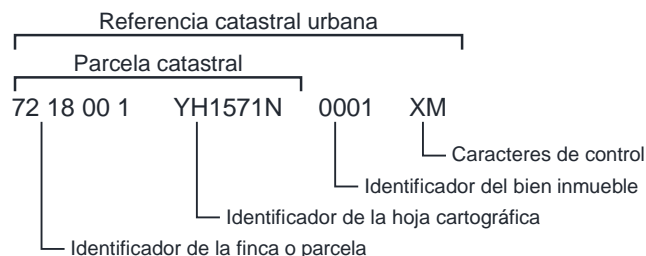 Referencia catastral urbana
Parcela catastral
72 18 00 1 YH1571N 0001 XM
Caracteres de control
Identificador del bien inmueble
Identificador de la hoja cartográfica
Identificador de la finca o parcela